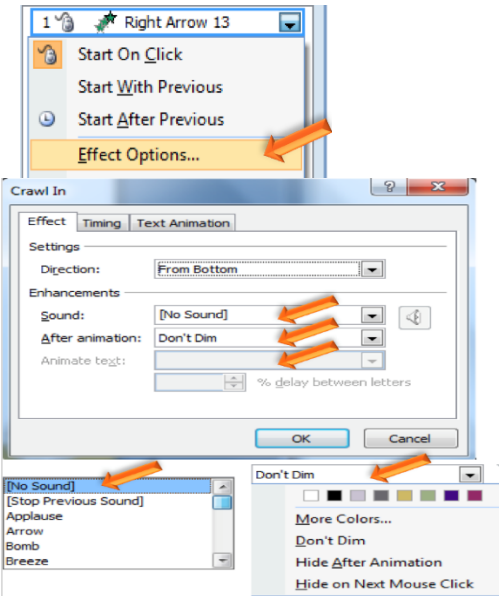 1 Right Arrow 13
Start On Click
Start With Previous
Start After Previous
Effect Options...
Crawl In
Effect Timing Text Animation
Settings
Direction: From Bottom
Enhancements
Sound: [No Sound]
After animation: Don't Dim
Animate text:
% delay between letters
OK Cancel
[No Sound]
[Stop Previous Sound]
Applause
Arrow
Bomb
Breeze
Don't Dim
More Colors...
Don't Dim
Hide After Animation
Hide on Next Mouse Click